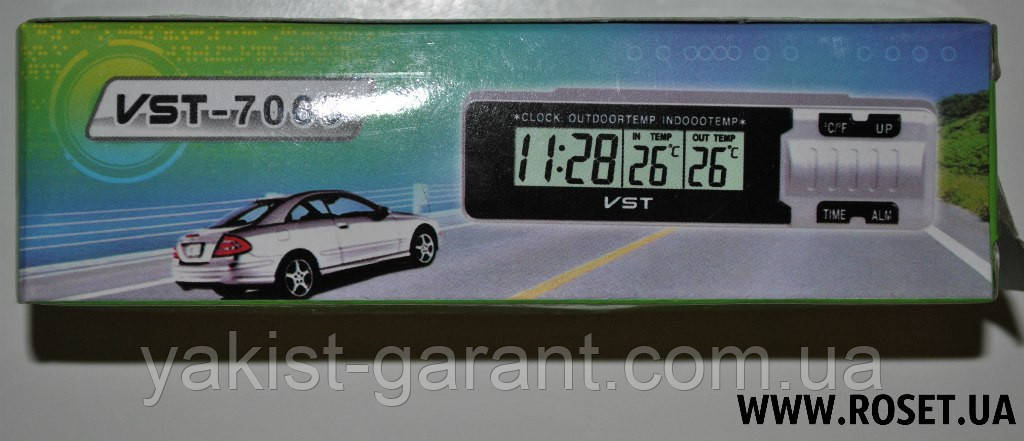 VST-7065
*CLOCK. OUTDOORTEMP. INDOOOTEMP*
IN TEMP OUT TEMP
11:28 26°C 26°C
VST
°C/F UP
TIME ALM
yakist-garant.com.ua
WWW.ROSET.UA